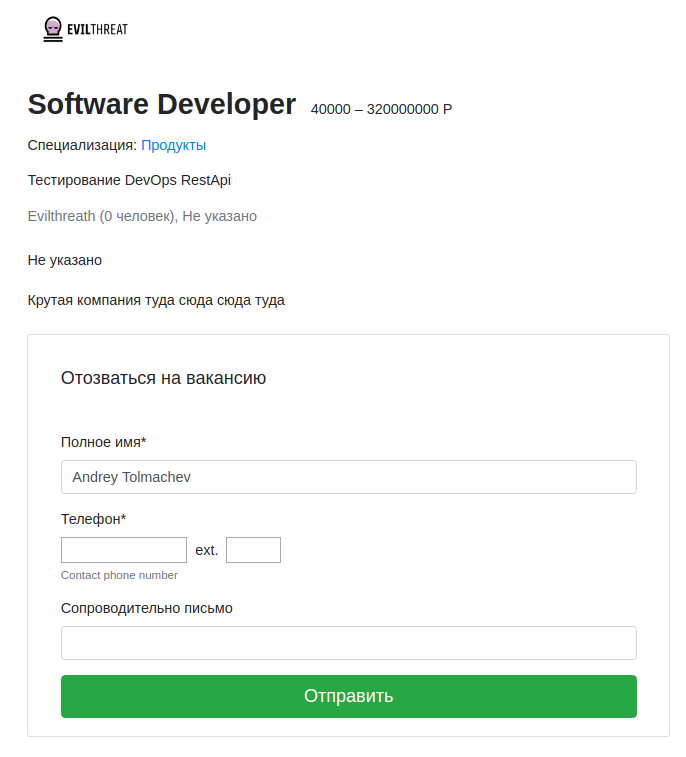 EVILTHREAT
Software Developer 40000 – 320000000 Р
Специализация: Продукты
Тестирование DevOps RestApi
Evilthreath (0 человек), Не указано
Не указано
Крутая компания туда сюда сюда туда
Отозваться на вакансию
Полное имя*
Andrey Tolmachev
Телефон*
ext.
Contact phone number
Сопроводительно письмо
Отправить